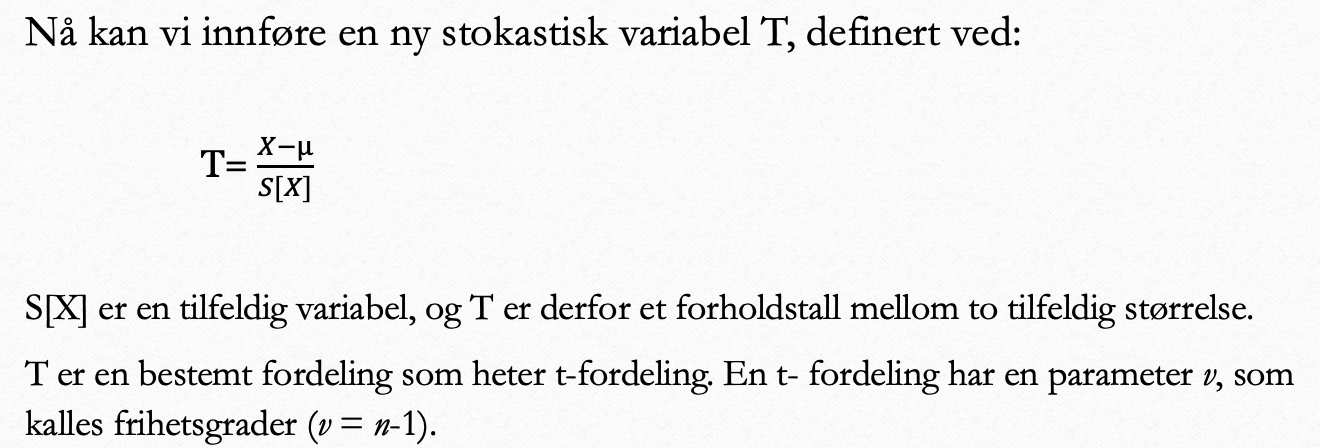 Nå kan vi innføre en ny stokastisk variabel T, definert ved:
T= \frac{X−µ}{S[X]}
S[X] er en tilfeldig variabel, og T er derfor et forholdstall mellom to tilfeldig størrelse.
T er en bestemt fordeling som heter t-fordeling. En t- fordeling har en parameter ν, som
kalles frihetsgrader (ν = n-1).